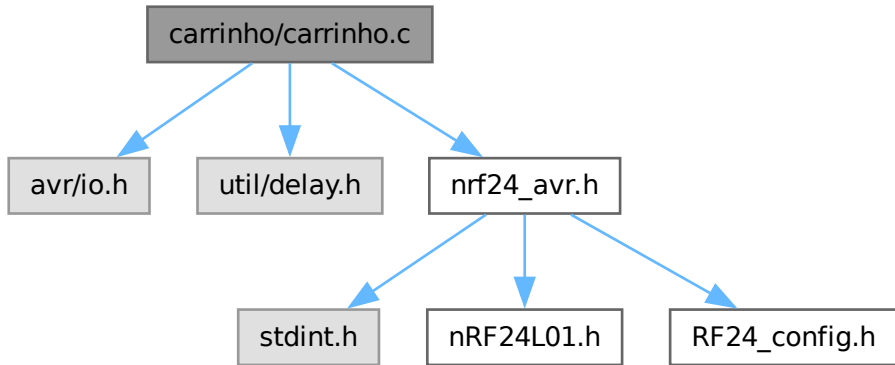 carrinho/carrinho.c
avr/io.h
util/delay.h
nrf24_avr.h
stdint.h
nRF24L01.h
RF24_config.h